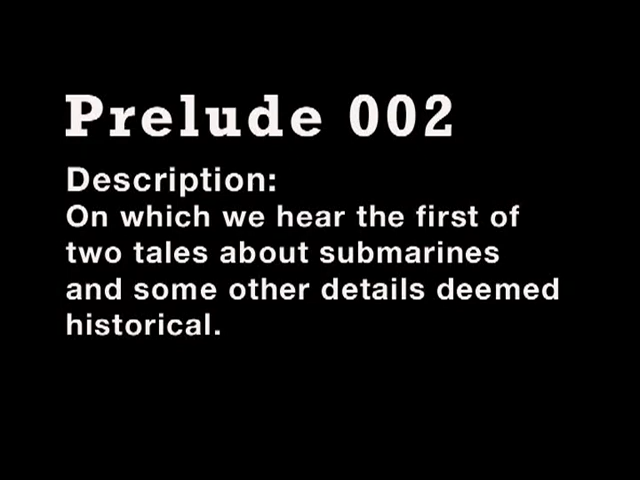 Prelude 002
Description:
On which we hear the first of
two tales about submarines
and some other details deemed
historical.